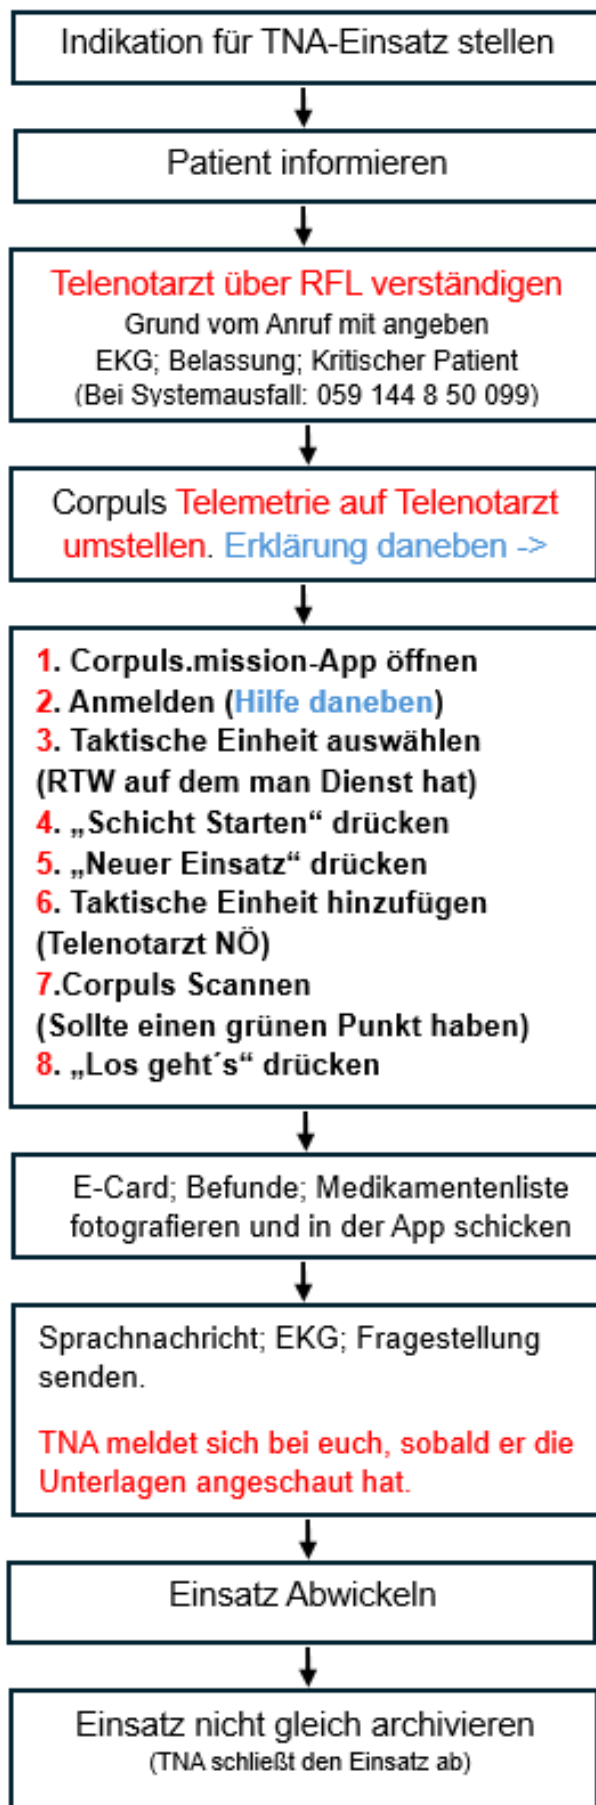 Indikation für TNA-Einsatz stellen
Patient informieren
Telenotarzt über RFL verständigen
Grund vom Anruf mit angeben
EKG; Belassung; Kritischer Patient
(Bei Systemausfall: 059 144 8 50 099)
Corpuls Telemetrie auf Telenotarzt
umstellen. Erklärung daneben ->
1. Corpuls.mission-App öffnen
2. Anmelden (Hilfe daneben)
3. Taktische Einheit auswählen
(RTW auf dem man Dienst hat)
4. „Schicht Starten“ drücken
5. „Neuer Einsatz“ drücken
6. Taktische Einheit hinzufügen
(Telenotarzt NÖ)
7.Corpuls Scannen
(Sollte einen grünen Punkt haben)
8. „Los geht´s“ drücken
E-Card; Befunde; Medikamentenliste
fotografieren und in der App schicken
Sprachnachricht; EKG; Fragestellung
senden.
TNA meldet sich bei euch, sobald er die
Unterlagen angeschaut hat.
Einsatz Abwickeln
Einsatz nicht gleich archivieren
(TNA schließt den Einsatz ab)